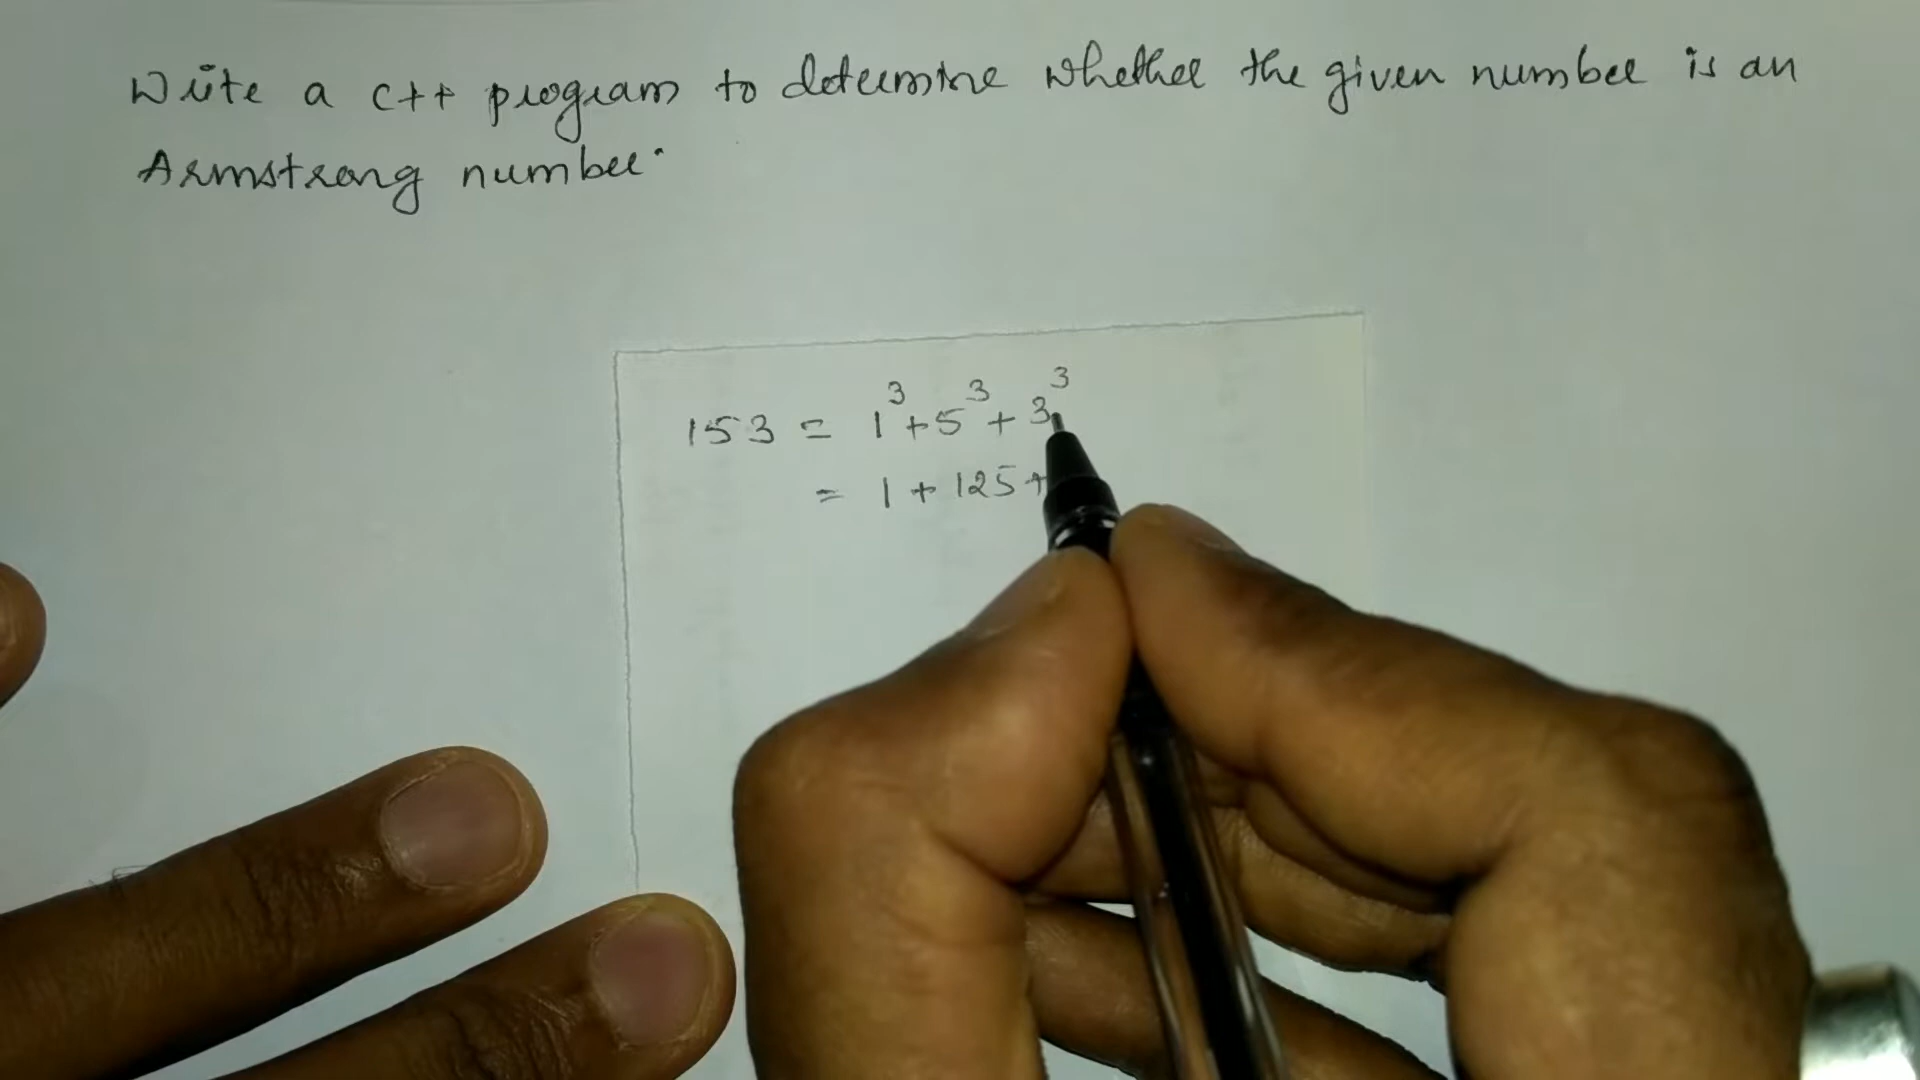 Write a c++ program to determine whether the given number is an
Armstrong number.
153 = 1³+5³+3³
= 1+125+